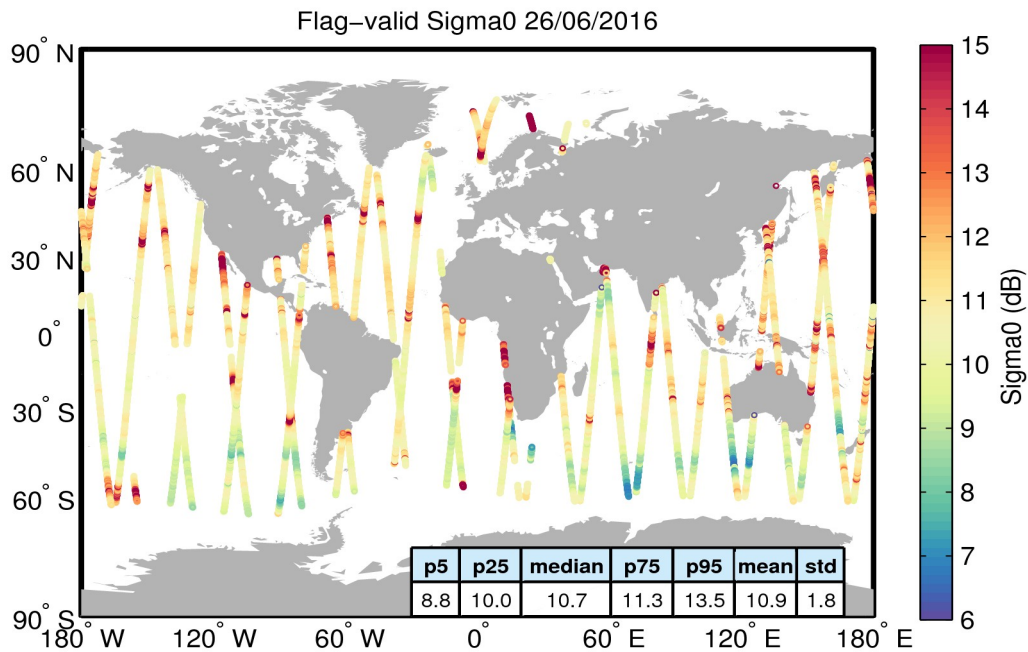 Flag−valid Sigma0 26/06/2016
90° N
60° N
30° N
0°
30° S
60° S
90° S
180° W
120° W
60° W
0°
60° E
120° E
180° E
15
14
13
12
11
10
9
8
7
6
Sigma0 (dB)
p5 p25 median p75 p95 mean std
8.8 10.0 10.7 11.3 13.5 10.9 1.8